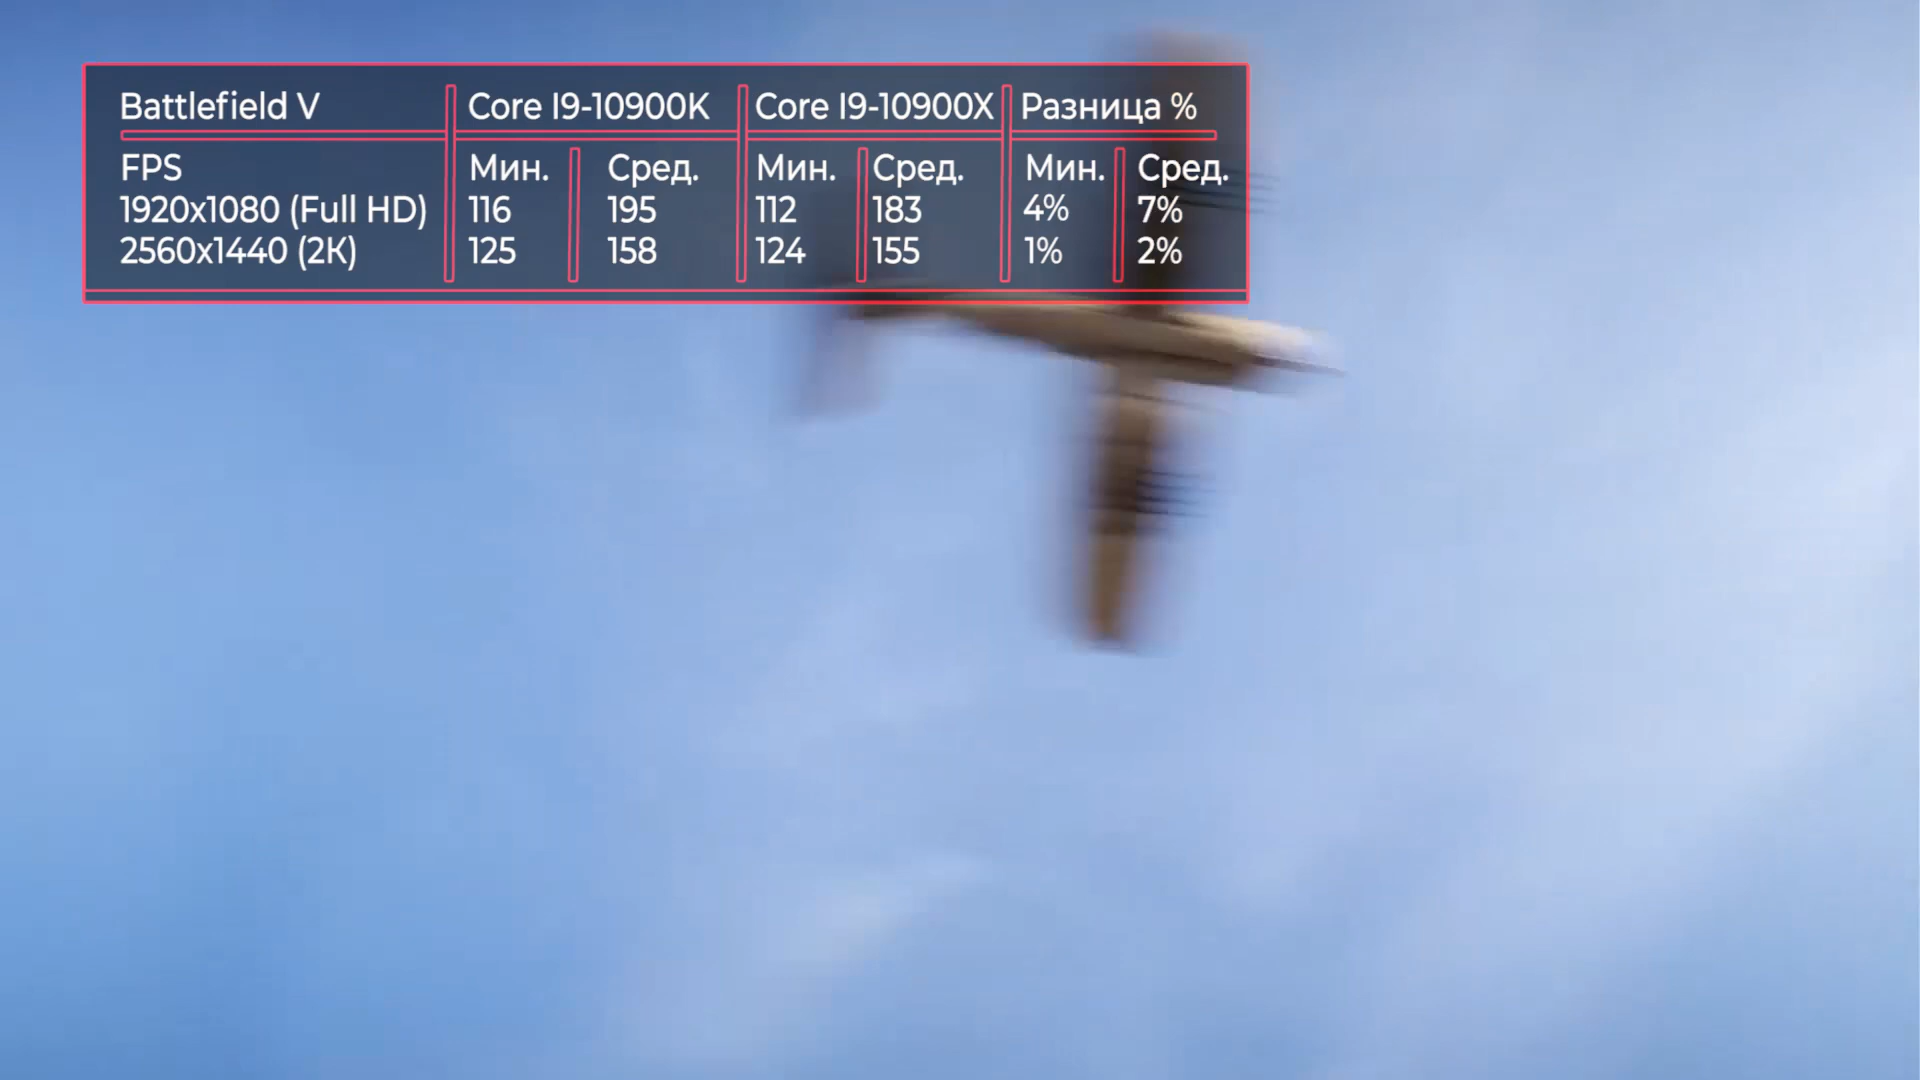 Battlefield V Core I9-10900K Core I9-10900X Разница %
FPS Мин. Сред. Мин. Сред. Мин. Сред.
1920x1080 (Full HD) 116 195 112 183 4% 7%
2560x1440 (2К) 125 158 124 155 1% 2%